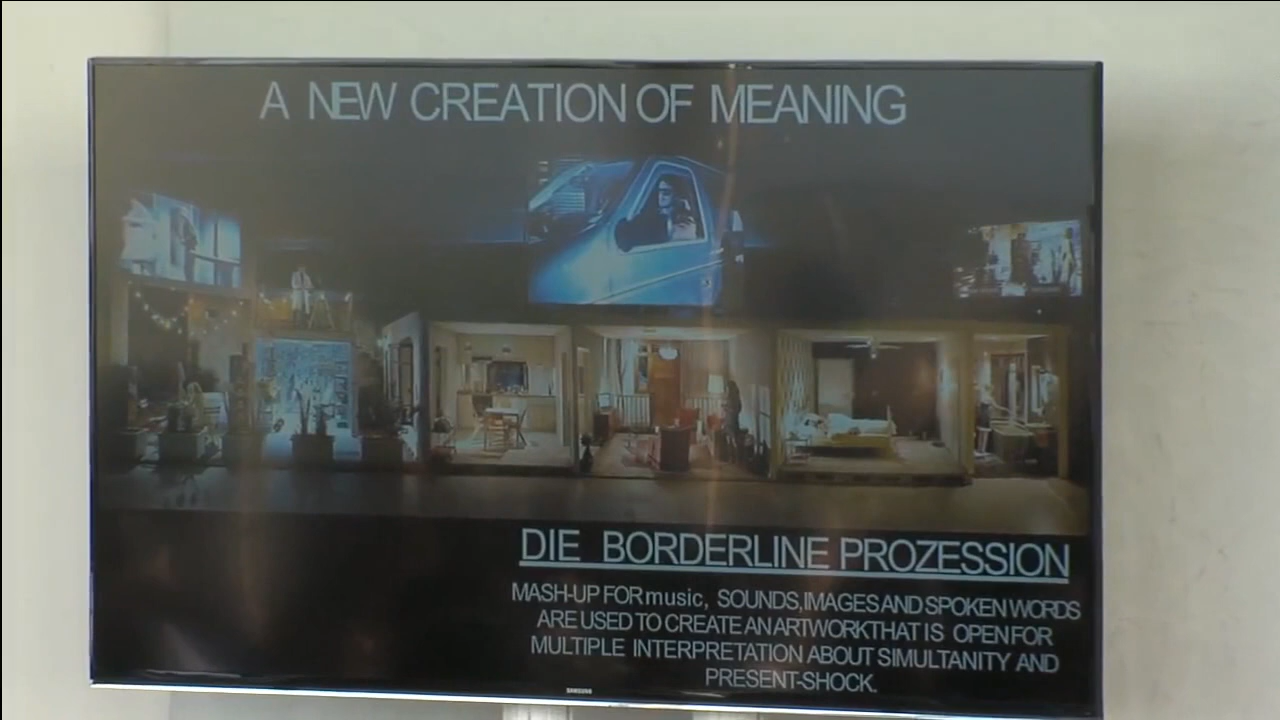 A NEW CREATION OF MEANING
DIE BORDERLINE PROZESSION
MASH-UP FOR music, SOUNDS, IMAGES AND SPOKEN WORDS
ARE USED TO CREATE AN ARTWORK THAT IS OPEN FOR
MULTIPLE INTERPRETATION ABOUT SIMULTANITY AND
PRESENT-SHOCK.
SAMSUNG